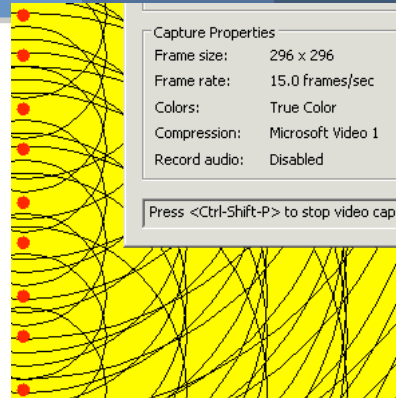 Capture Properties
Frame size: 296 x 296
Frame rate: 15.0 frames/sec
Colors: True Color
Compression: Microsoft Video 1
Record audio: Disabled
Press <Ctrl-Shift-P> to stop video cap